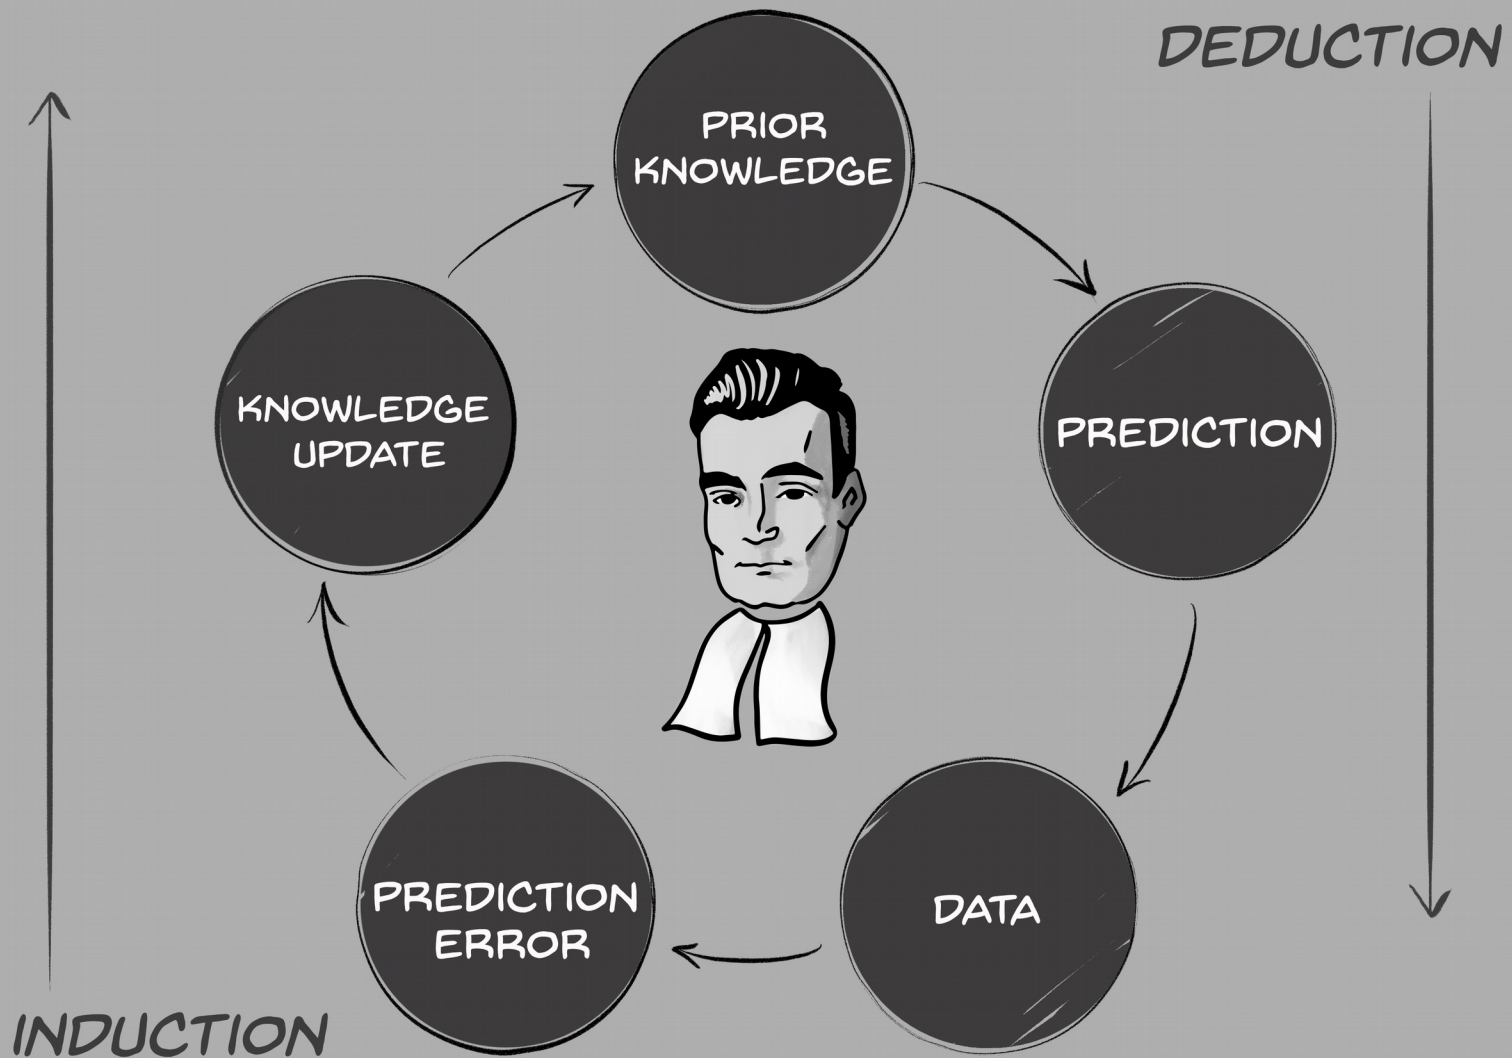 DEDUCTION
PRIOR
KNOWLEDGE
PREDICTION
DATA
PREDICTION
ERROR
KNOWLEDGE
UPDATE
INDUCTION